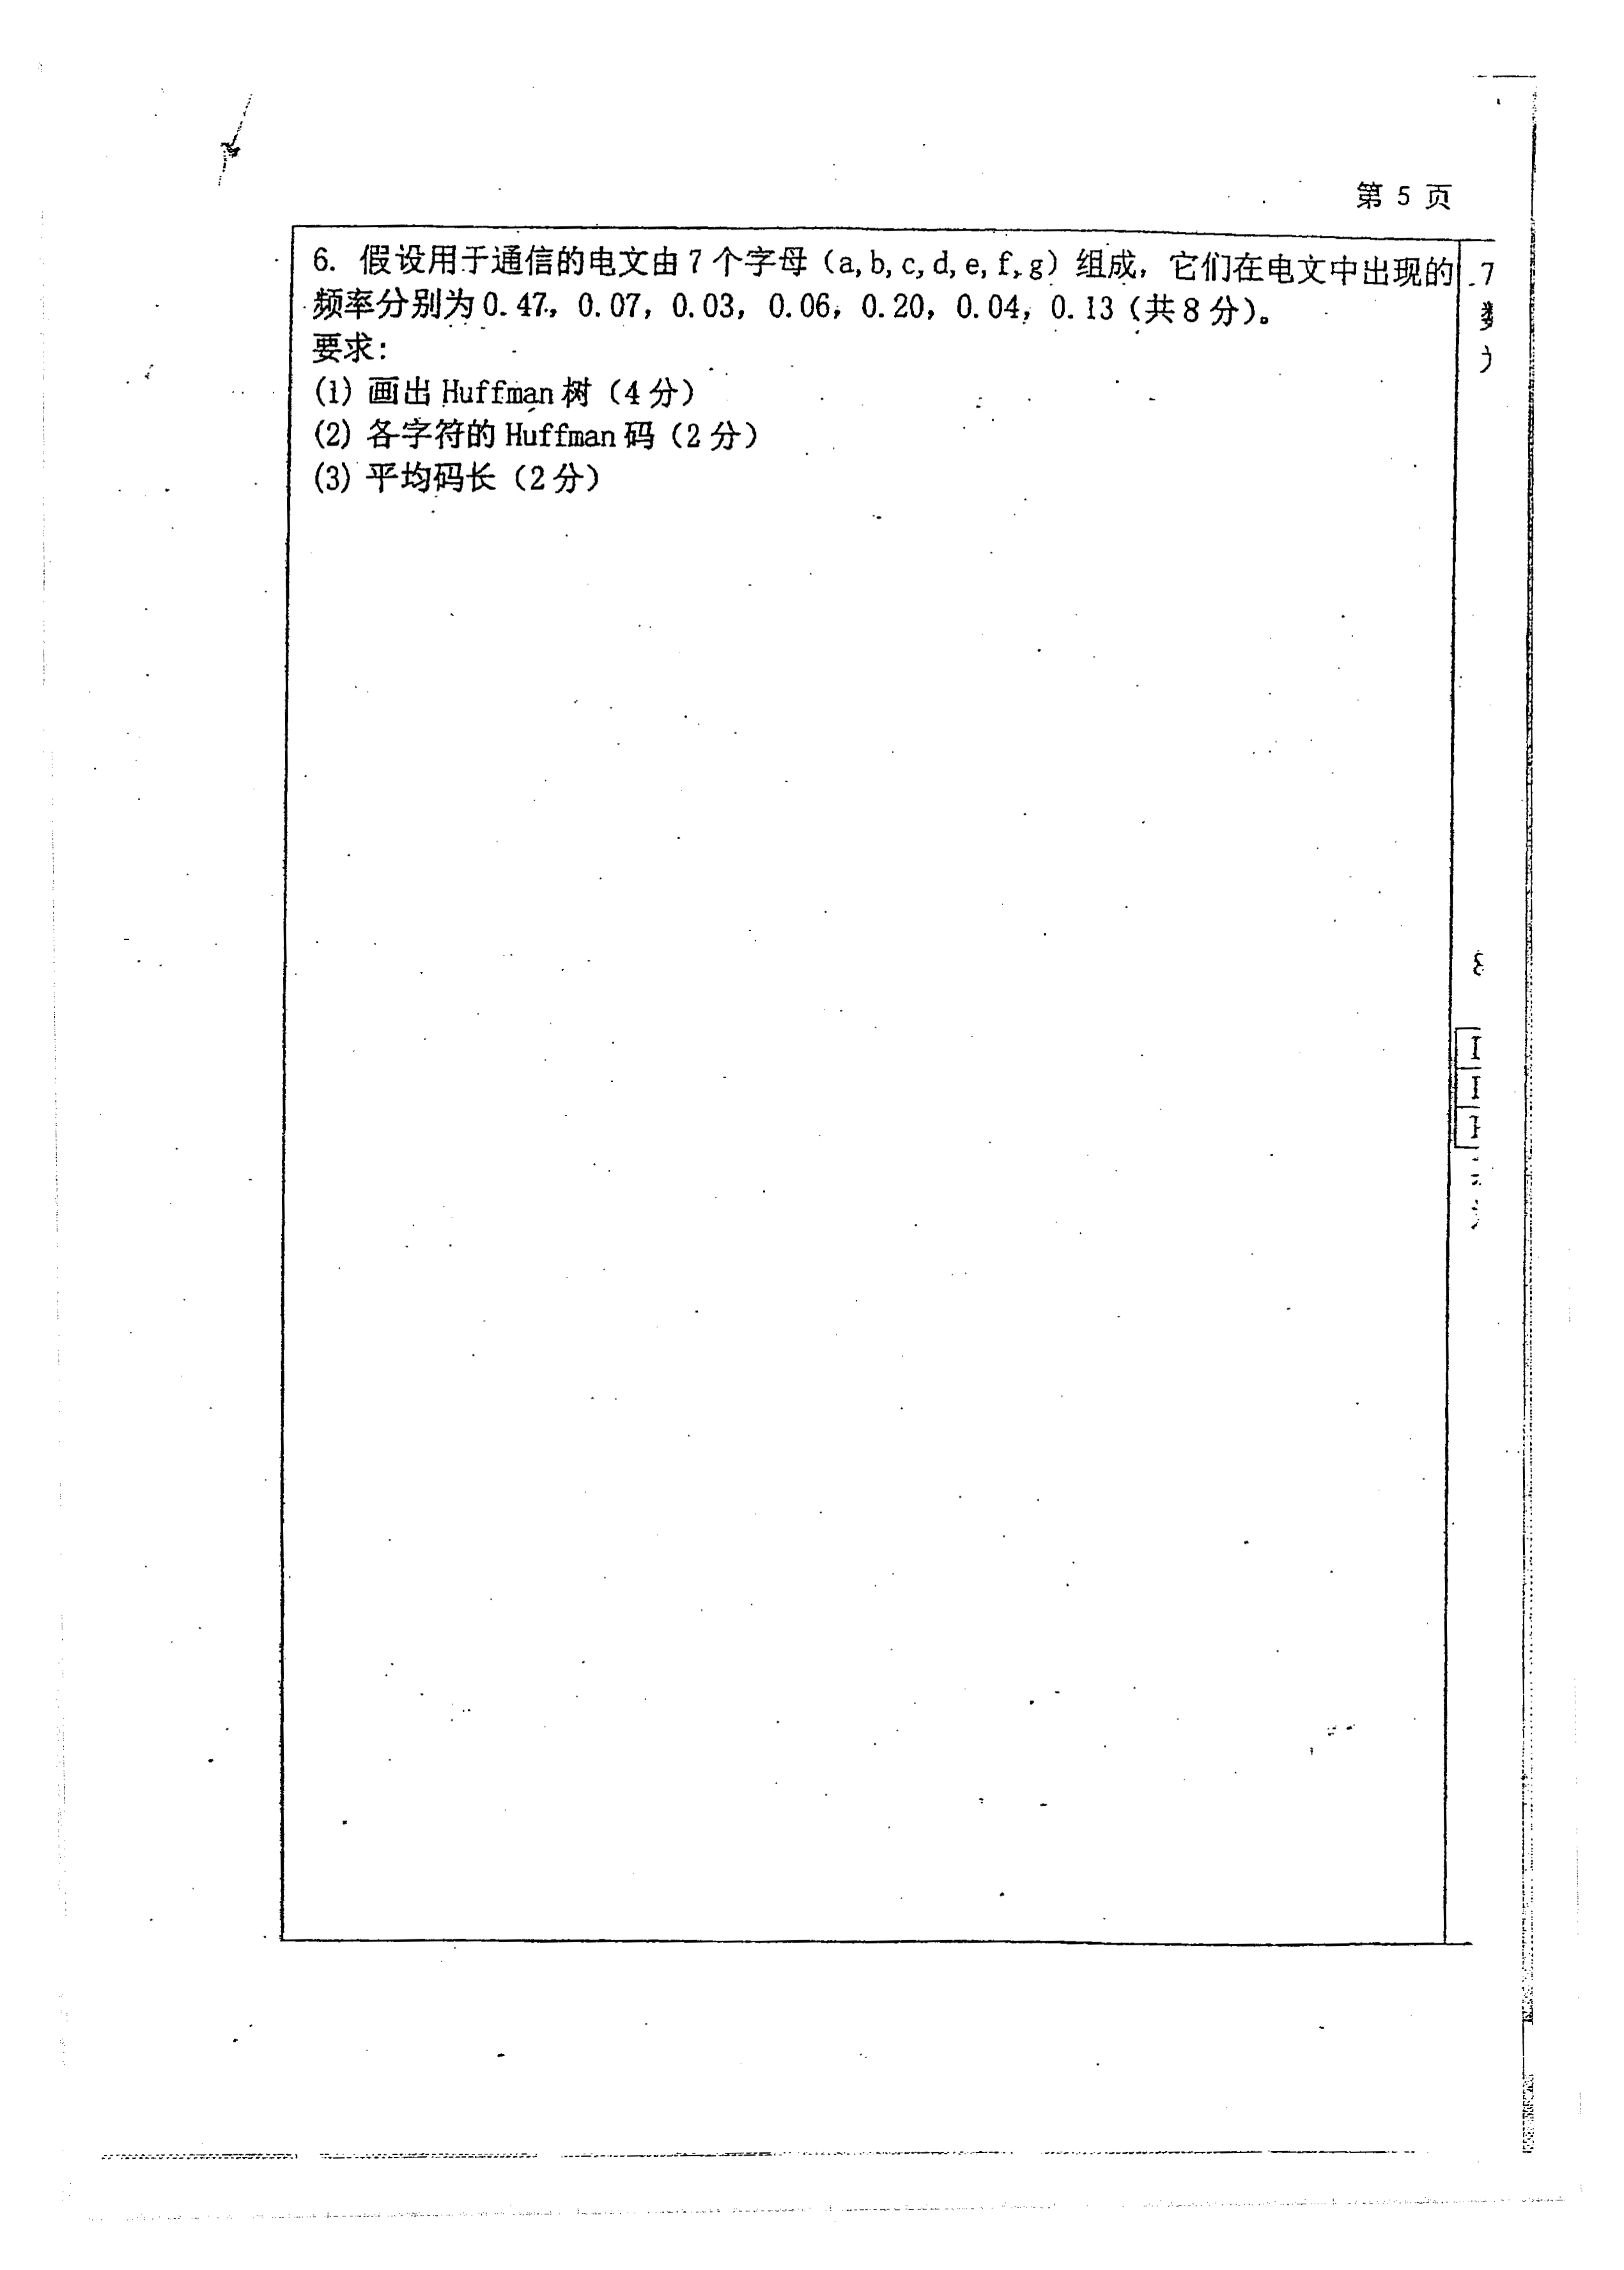 第 5 页
6. 假设用于通信的电文由 7 个字母（a, b, c, d, e, f, g）组成，它们在电文中出现的
频率分别为 0.47, 0.07, 0.03, 0.06, 0.20, 0.04, 0.13（共 8 分）。
要求：
(1) 画出 Huffman 树（4 分）
(2) 各字符的 Huffman 码（2 分）
(3) 平均码长（2 分）
7